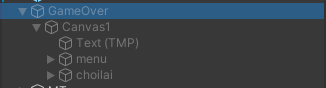 GameOver
Canvas1
Text (TMP)
menu
choilai